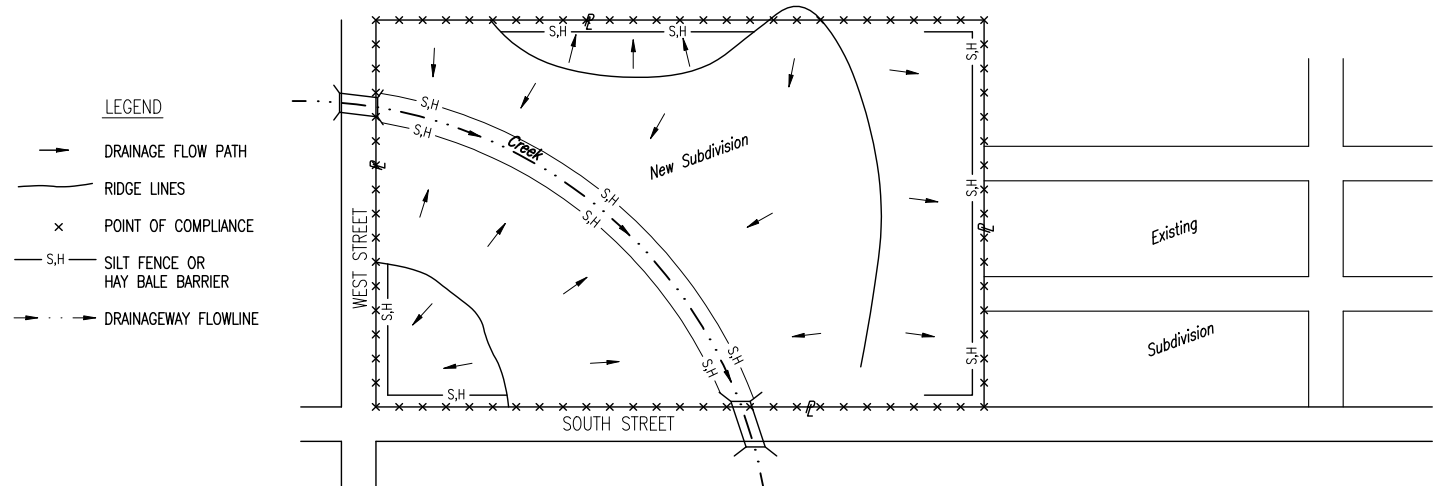 LEGEND
DRAINAGE FLOW PATH
RIDGE LINES
POINT OF COMPLIANCE
S,H
SILT FENCE OR
HAY BALE BARRIER
DRAINAGEWAY FLOWLINE
WEST STREET
SOUTH STREET
Creek
New Subdivision
Existing
Subdivision
S,H
S,H
S,H
S,H
S,H
S,H
S,H
S,H
S,H
S,H
S,H
S,H
S,H
℄
℄
℄
℄